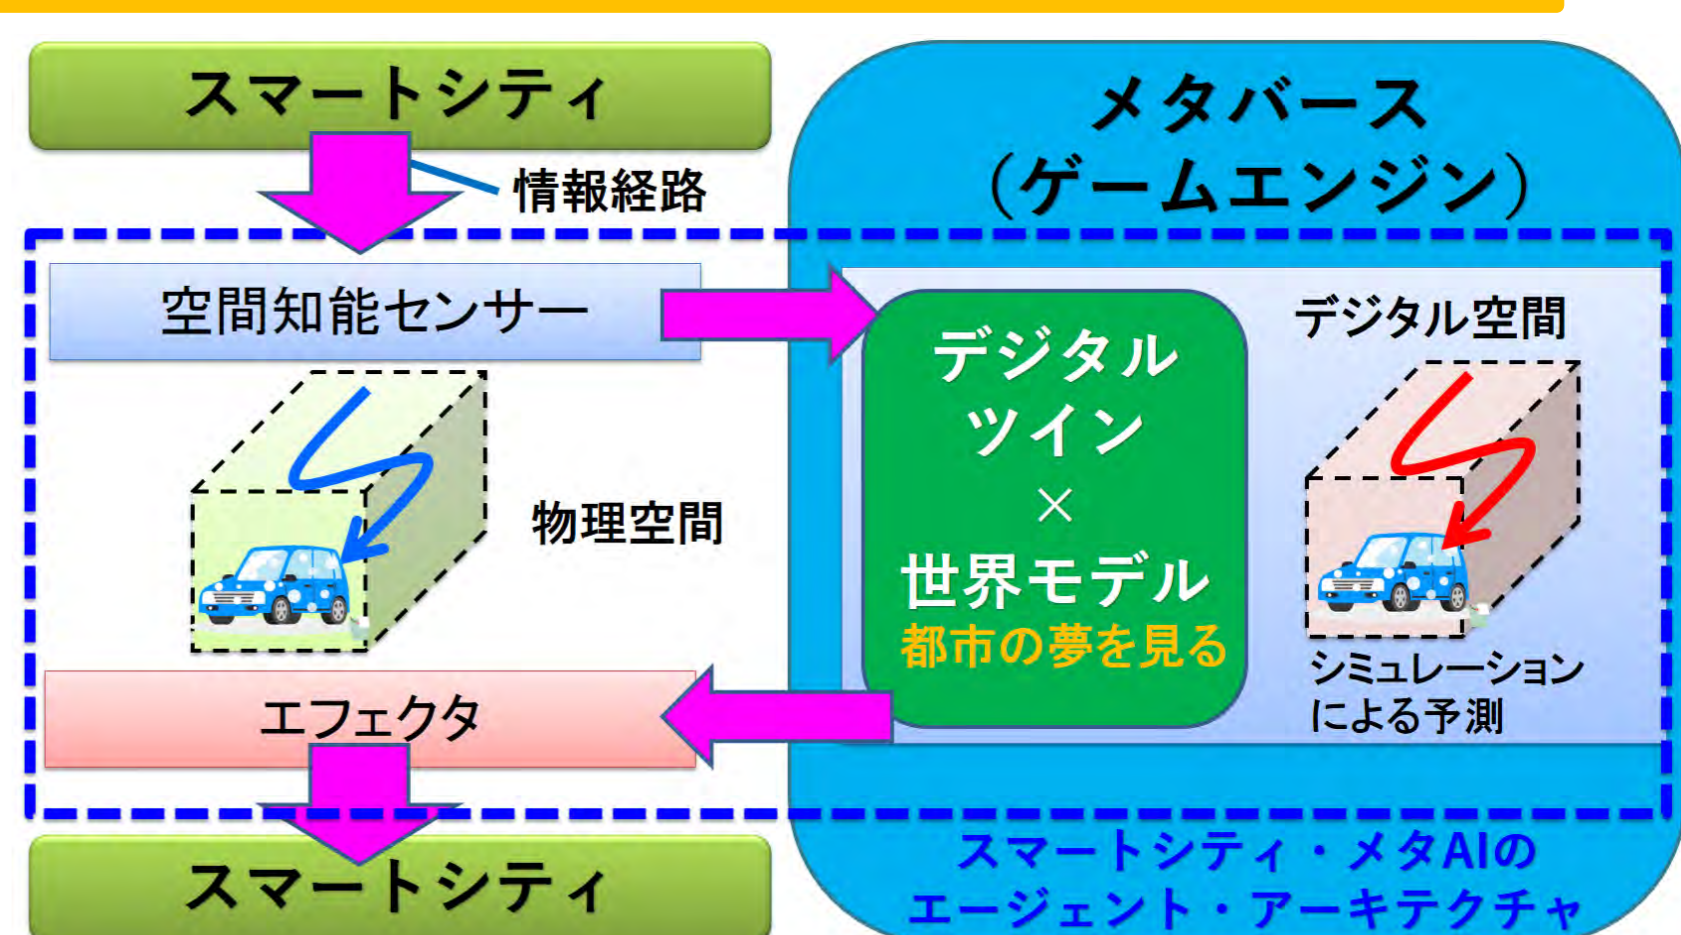 スマートシティ
情報経路
空間知能センサー
物理空間
エフェクタ
スマートシティ
メタバース
（ゲームエンジン）
デジタル
ツイン
×
世界モデル
都市の夢を見る
デジタル空間
シミュレーション
による予測
スマートシティ・メタAIの
エージェント・アーキテクチャ